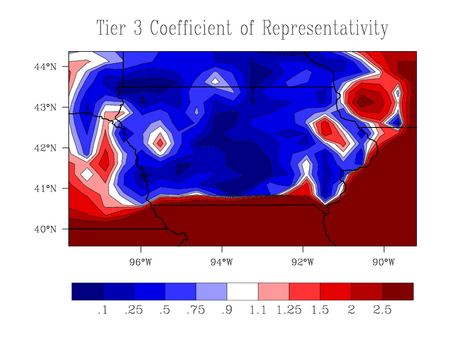 Tier 3 Coefficient of Representativity
44°N
43°N
42°N
41°N
40°N
96°W 94°W 92°W 90°W
.1 .25 .5 .75 .9 1.1 1.25 1.5 2 2.5